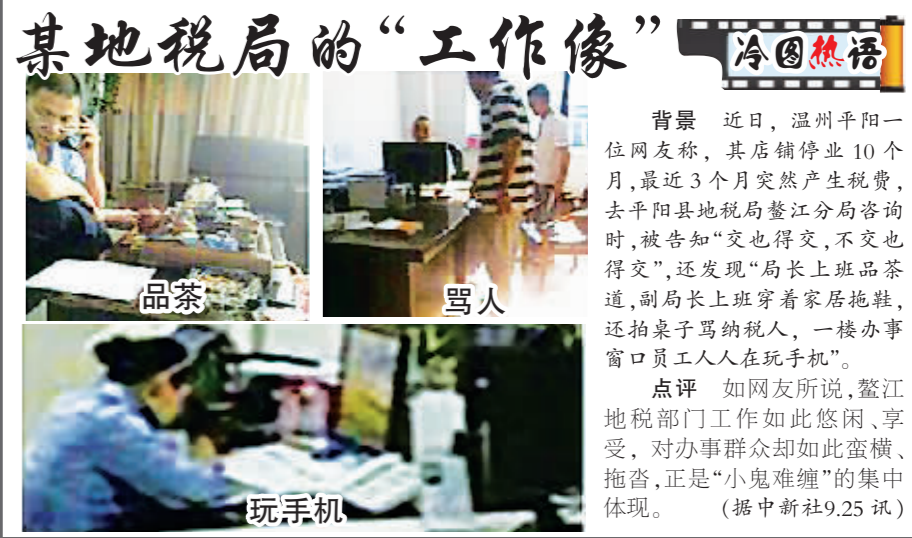 某地税局的“工作像”
冷图热语
品茶
骂人
玩手机
背景 近日，温州平阳一
位网友称，其店铺停业 10 个
月,最近 3 个月突然产生税费，
去平阳县地税局鳌江分局咨询
时,被告知“交也得交,不交也
得交”,还发现“局长上班品茶
道,副局长上班穿着家居拖鞋,
还拍桌子骂纳税人，一楼办事
窗口员工人人在玩手机”。
点评 如网友所说,鳌江
地税部门工作如此悠闲、享
受，对办事群众却如此蛮横、
拖沓,正是“小鬼难缠”的集中
体现。 (据中新社9.25 讯)